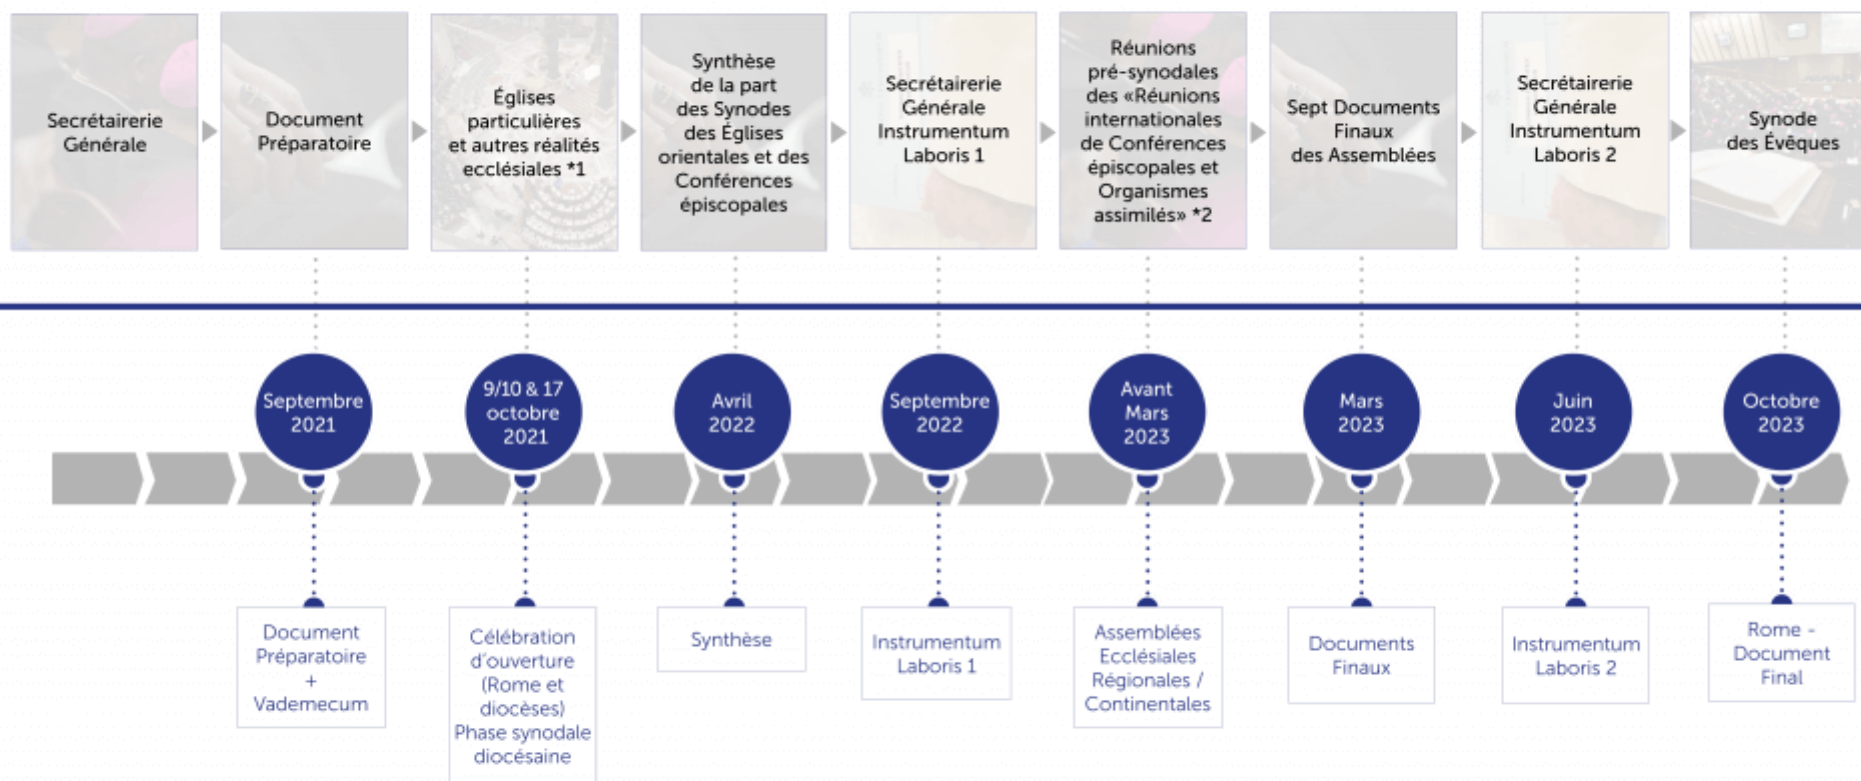 Secrétairerie
Générale
Document
Préparatoire
Églises
particulières
et autres réalités
ecclésiales *1
Synthèse
de la part
des Synodes
des Églises
orientales et des
Conférences
épiscopales
Secrétairerie
Générale
Instrumentum
Laboris 1
Réunions
pré-synodales
des «Réunions
internationales
de Conférences
épiscopales et
Organismes
assimilés» *2
Sept Documents
Finaux
des Assemblées
Secrétairerie
Générale
Instrumentum
Laboris 2
Synode
des Évêques
Septembre
2021
9/10 & 17
octobre
2021
Avril
2022
Septembre
2022
Avant
Mars
2023
Mars
2023
Juin
2023
Octobre
2023
Document
Préparatoire
+
Vademecum
Célébration
d'ouverture
(Rome et
diocèses)
Phase synodale
diocésaine
Synthèse
Instrumentum
Laboris 1
Assemblées
Ecclésiales
Régionales /
Continentales
Documents
Finaux
Instrumentum
Laboris 2
Rome -
Document
Final